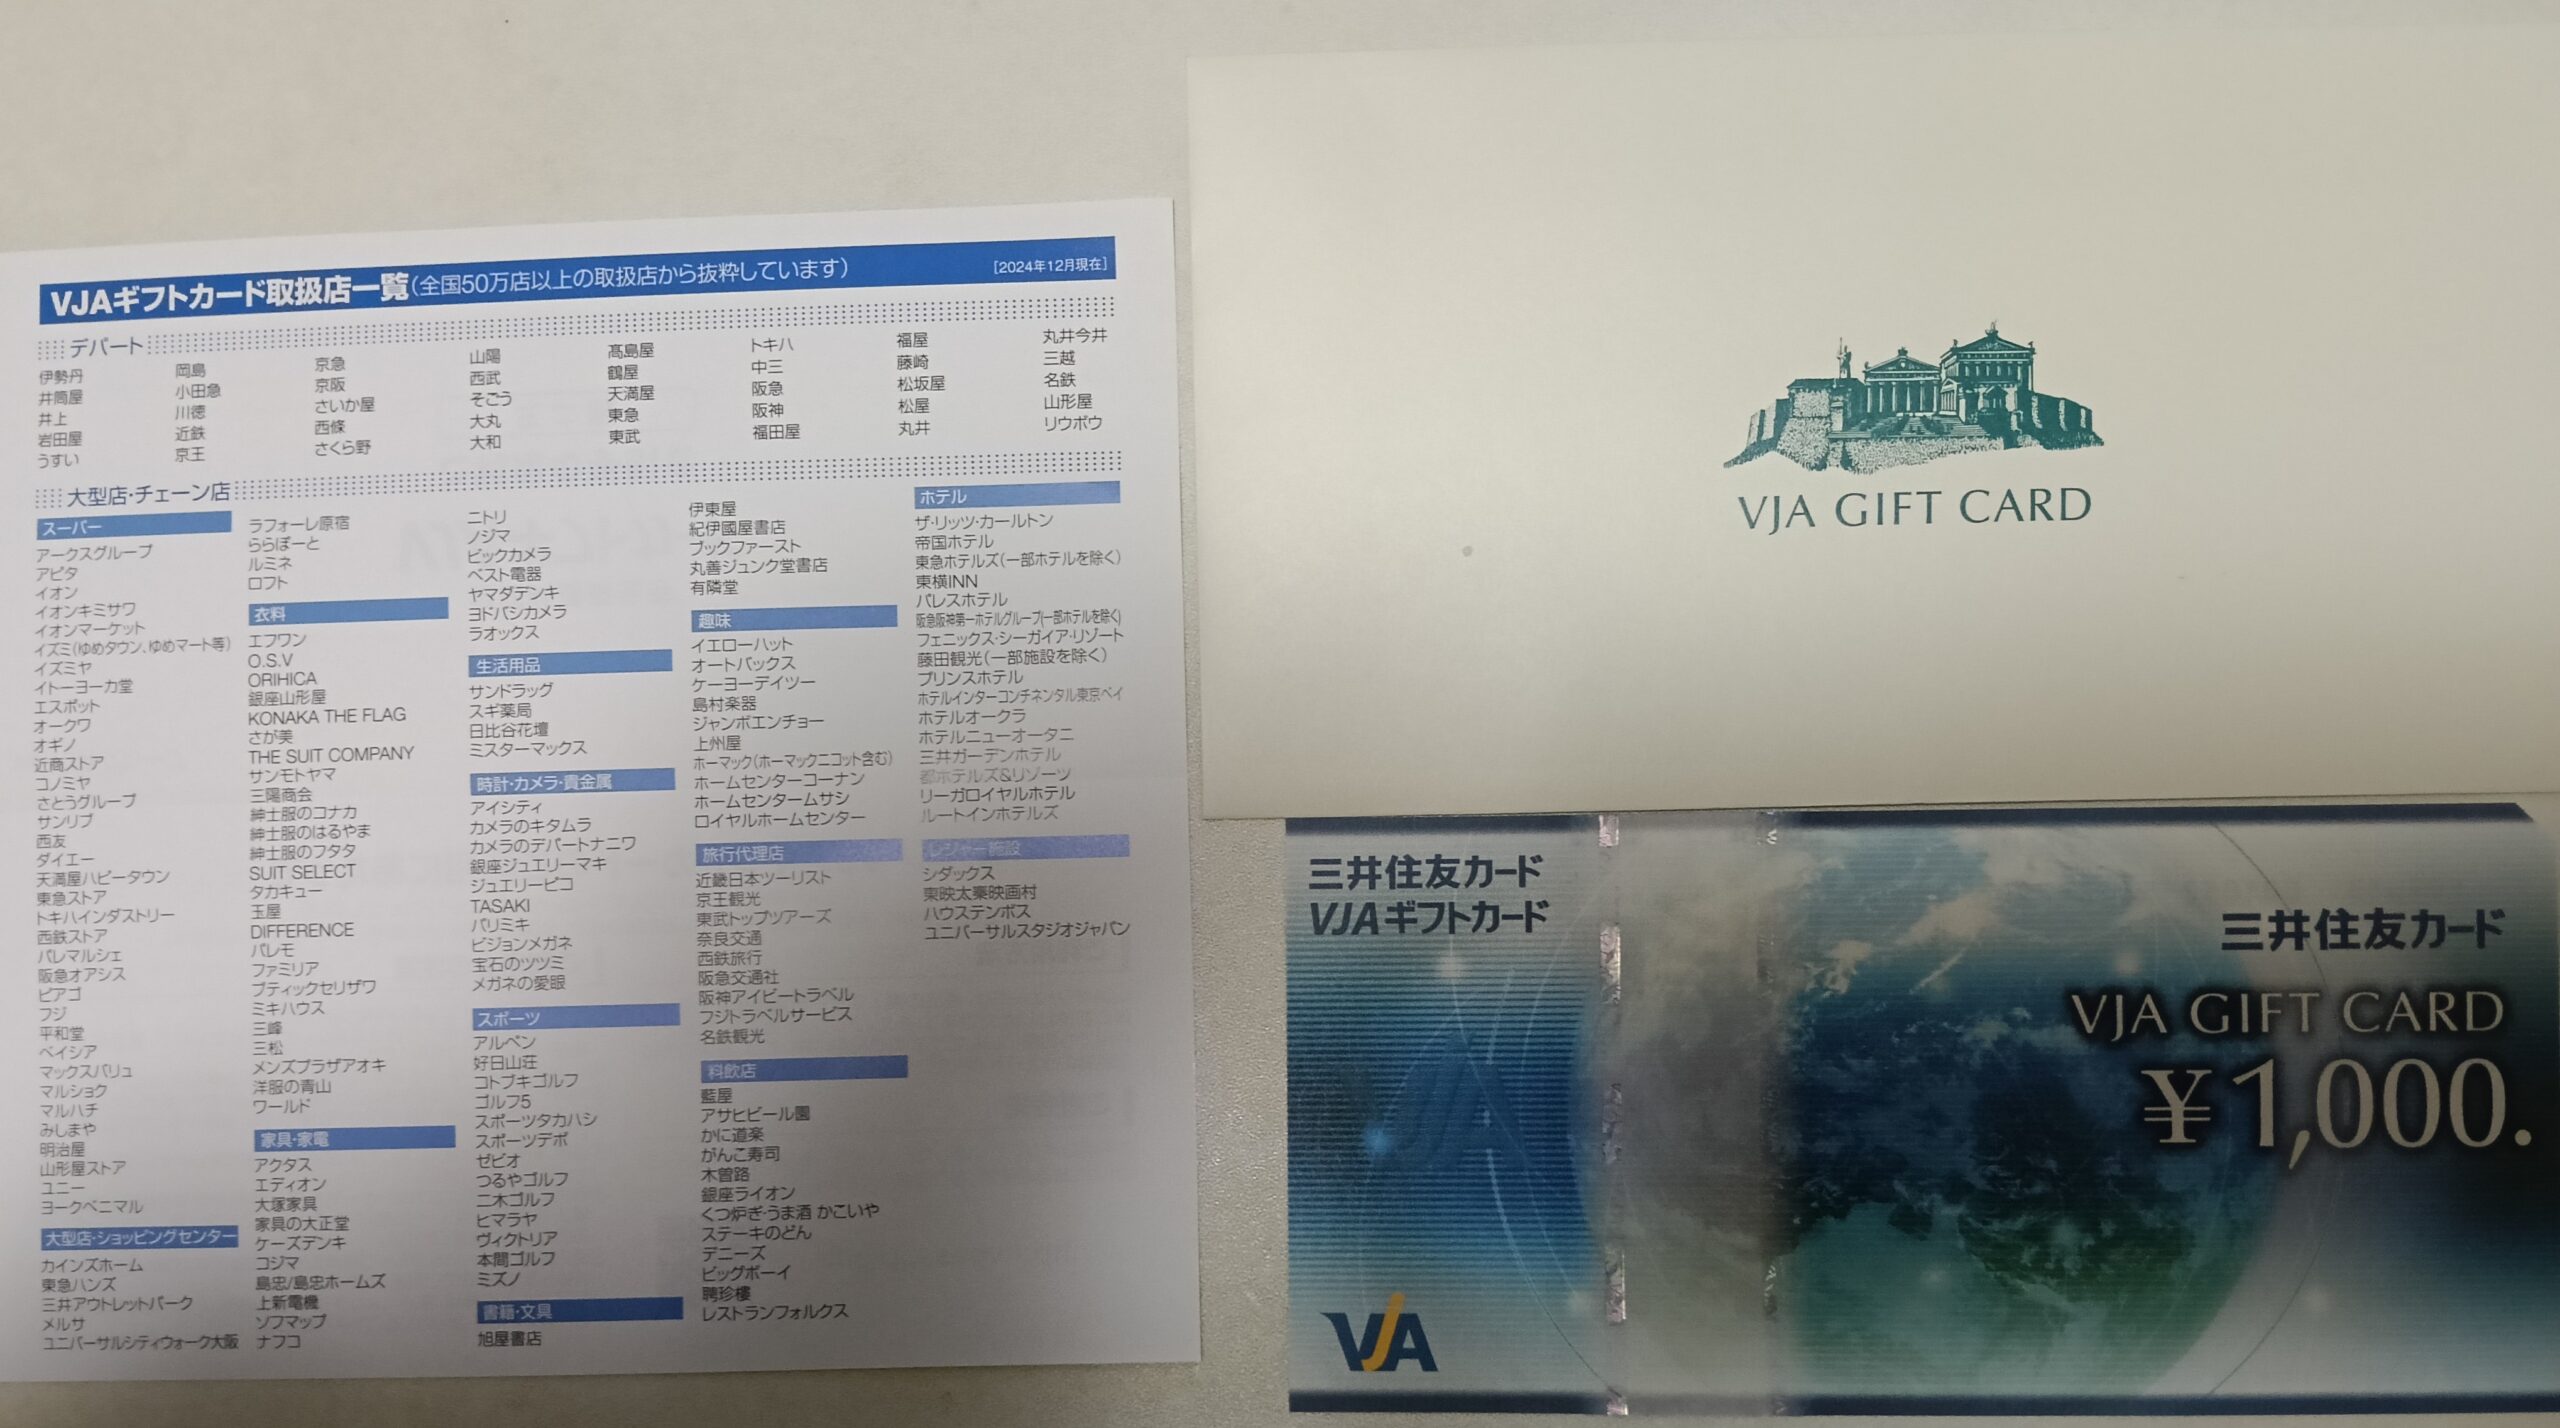 VJAギフトカード取扱店一覧(全国50万店以上の取扱店から抜粋しています) [2024年12月現在]
デパート
伊勢丹
井筒屋
井上
岩田屋
うすい
岡島
小田急
川徳
近鉄
京王
京急
京阪
さいか屋
西條
さくら野
山陽
西武
そごう
大丸
大和
髙島屋
鶴屋
天満屋
東急
東武
トキハ
中三
阪急
阪神
福田屋
福屋
藤崎
松坂屋
松屋
丸井
丸井今井
三越
名鉄
山形屋
リウボウ
大型店・チェーン店
スーパー
アークスグループ
アピタ
イオン
イオンキミサワ
イオンマーケット
イズミ(ゆめタウン、ゆめマート等)
イズミヤ
イトーヨーカ堂
エスポット
オークワ
オギノ
近商ストア
コノミヤ
さとうグループ
サンリブ
西友
ダイエー
天満屋ハピータウン
東急ストア
トキハインダストリー
西鉄ストア
パレマルシェ
阪急オアシス
ピアゴ
フジ
平和堂
ベイシア
マックスバリュ
マルショク
マルハチ
みしまや
明治屋
山形屋ストア
ユニー
ヨークベニマル
大型店・ショッピングセンター
カインズホーム
東急ハンズ
三井アウトレットパーク
メルサ
ユニバーサルシティウォーク大阪
ラフォーレ原宿
ららぽーと
ルミネ
ロフト
衣料
エフワン
O.S.V
ORIHICA
銀座山形屋
KONAKA THE FLAG
さが美
THE SUIT COMPANY
サンモトヤマ
三陽商会
紳士服のコナカ
紳士服のはるやま
紳士服のフタタ
SUIT SELECT
タカキュー
玉屋
DIFFERENCE
パレモ
ファミリア
ブティックセリザワ
ミキハウス
三峰
三松
メンズプラザアオキ
洋服の青山
ワールド
家具・家電
アクタス
エディオン
大塚家具
家具の大正堂
ケーズデンキ
コジマ
島忠/島忠ホームズ
上新電機
ソフマップ
ナフコ
ニトリ
ノジマ
ビックカメラ
ベスト電器
ヤマダデンキ
ヨドバシカメラ
ラオックス
生活用品
サンドラッグ
スギ薬局
日比谷花壇
ミスターマックス
時計・カメラ・貴金属
アイシティ
カメラのキタムラ
カメラのデパートナニワ
銀座ジュエリーマキ
ジュエリーピコ
TASAKI
パリミキ
ビジョンメガネ
宝石のツツミ
メガネの愛眼
スポーツ
アルペン
好日山荘
コトブキゴルフ
ゴルフ5
スポーツタカハシ
スポーツデポ
ゼビオ
つるやゴルフ
二木ゴルフ
ヒマラヤ
ヴィクトリア
本間ゴルフ
ミズノ
書籍・文具
旭屋書店
伊東屋
紀伊國屋書店
ブックファースト
丸善ジュンク堂書店
有隣堂
趣味
イエローハット
オートバックス
ケーヨーデイツー
島村楽器
ジャンボエンチョー
上州屋
ホーマック(ホーマックニコット含む)
ホームセンターコーナン
ホームセンタームサシ
ロイヤルホームセンター
旅行代理店
近畿日本ツーリスト
京王観光
東武トップツアーズ
奈良交通
西鉄旅行
阪急交通社
阪神アイビートラベル
フジトラベルサービス
名鉄観光
料飲店
藍屋
アサヒビール園
かに道楽
がんこ寿司
木曽路
銀座ライオン
くつ炉ぎ・うま酒 かこいや
ステーキのどん
デニーズ
ビッグボーイ
聘珍樓
レストランフォルクス
ホテル
ザ・リッツ・カールトン
帝国ホテル
東急ホテルズ(一部ホテルを除く)
東横INN
パレスホテル
阪急阪神第一ホテルグループ(一部ホテルを除く)
フェニックス・シーガイア・リゾート
藤田観光(一部施設を除く)
プリンスホテル
ホテルインターコンチネンタル東京ベイ
ホテルオークラ
ホテルニューオータニ
三井ガーデンホテル
都ホテルズ&リゾーツ
リーガロイヤルホテル
ルートインホテルズ
レジャー施設
シダックス
東映太秦映画村
ハウステンボス
ユニバーサルスタジオジャパン
VJA GIFT CARD
三井住友カード
VJAギフトカード
VJA
三井住友カード
VJA GIFT CARD
¥1,000.